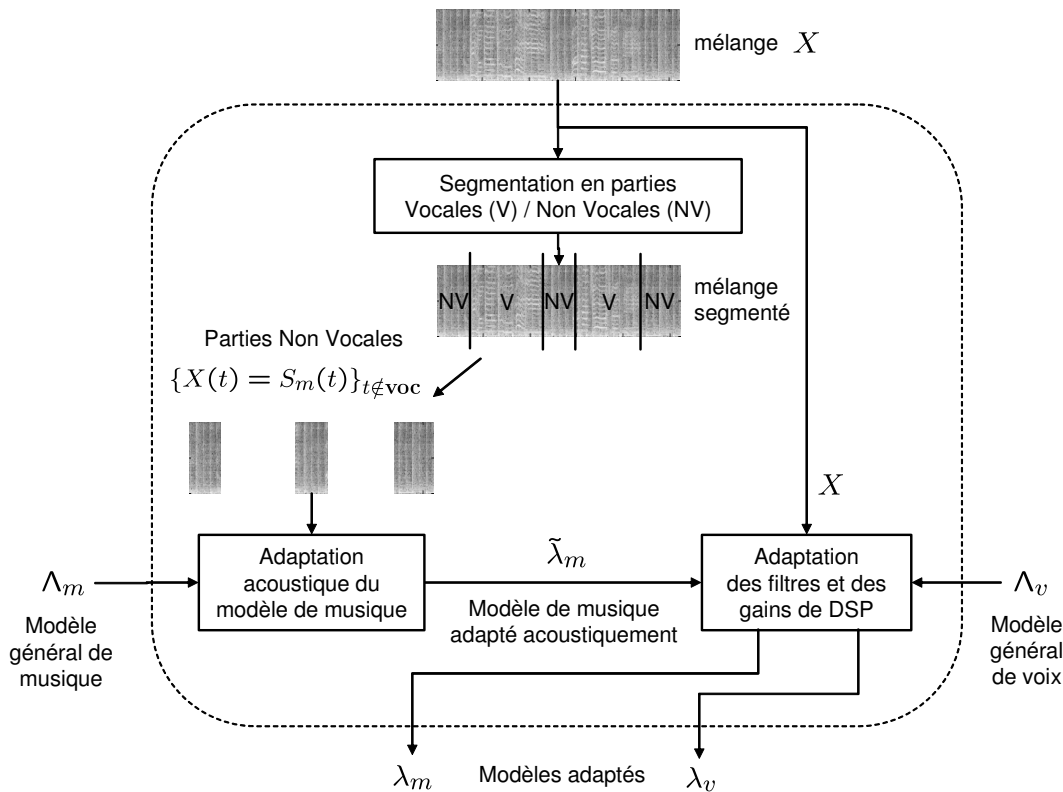 mélange X
Segmentation en parties
Vocales (V) / Non Vocales (NV)
NV V NV V NV
mélange
segmenté
Parties Non Vocales
{X(t) = S_m(t)}_{t∉voc}
X
Λ_m
Modèle
général de
musique
Adaptation
acoustique du
modèle de musique
λ̃_m
Modèle de musique
adapté acoustiquement
Adaptation
des filtres et des
gains de DSP
Λ_v
Modèle
général
de voix
λ_m
Modèles adaptés
λ_v